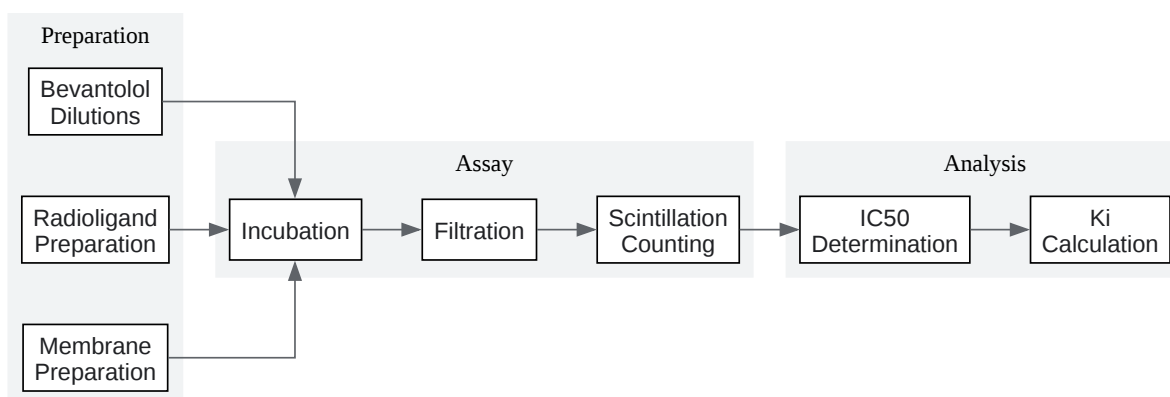 Preparation
Bevantolol
Dilutions
Radioligand
Preparation
Membrane
Preparation
Assay
Incubation
Filtration
Scintillation
Counting
Analysis
IC50
Determination
Ki
Calculation